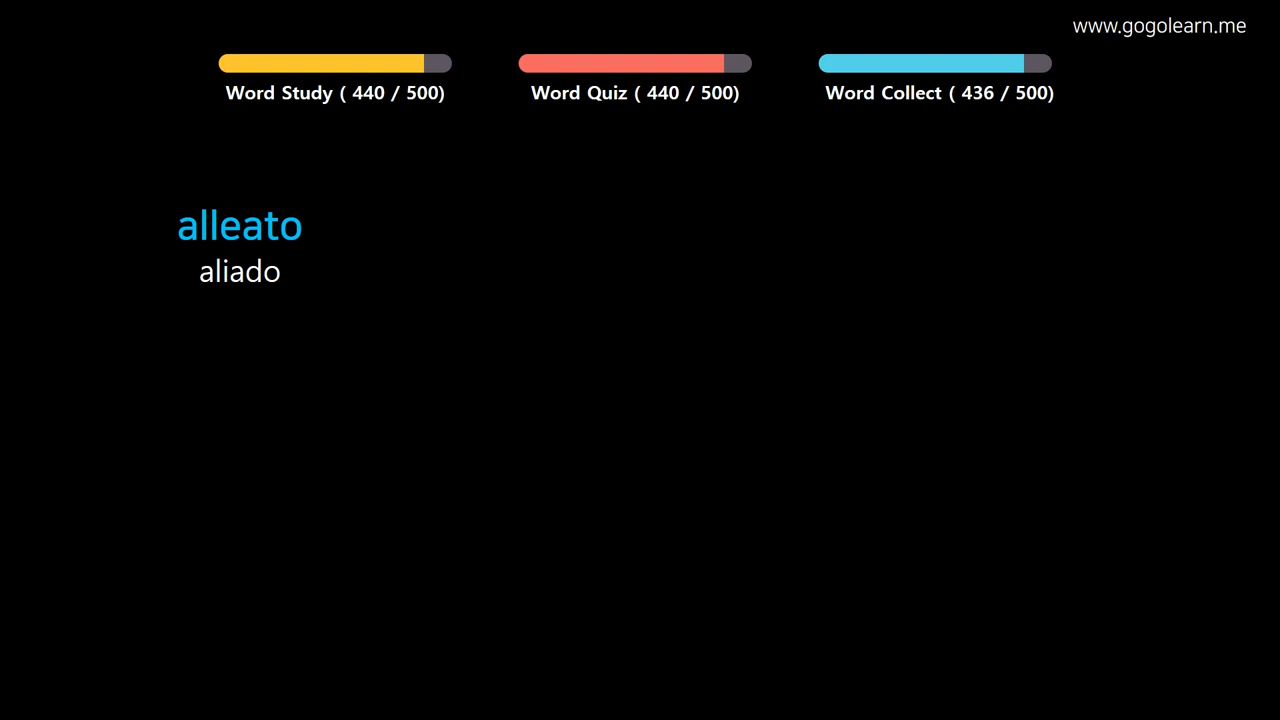 www.gogolearn.me
Word Study ( 440 / 500)
Word Quiz ( 440 / 500)
Word Collect ( 436 / 500)
alleato
aliado